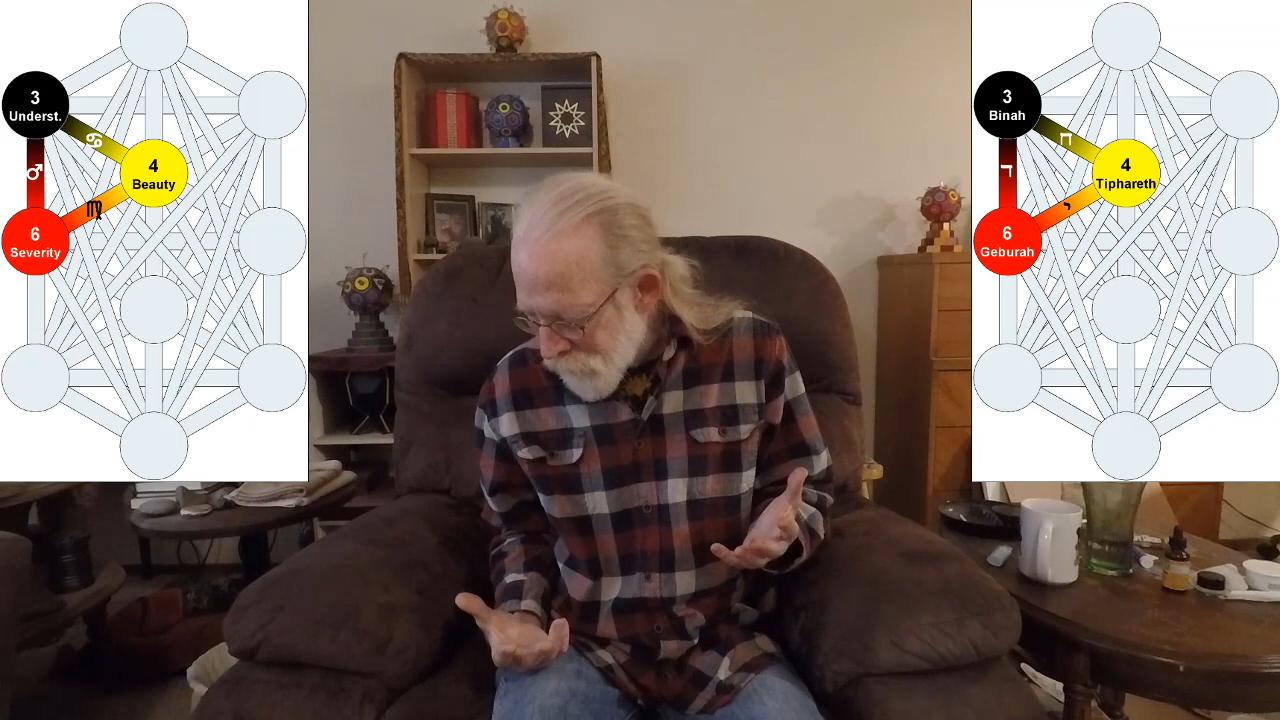 3
Underst.
♋
4
Beauty
♂
♍
6
Severity
3
Binah
ח
4
Tiphareth
ד
י
6
Geburah